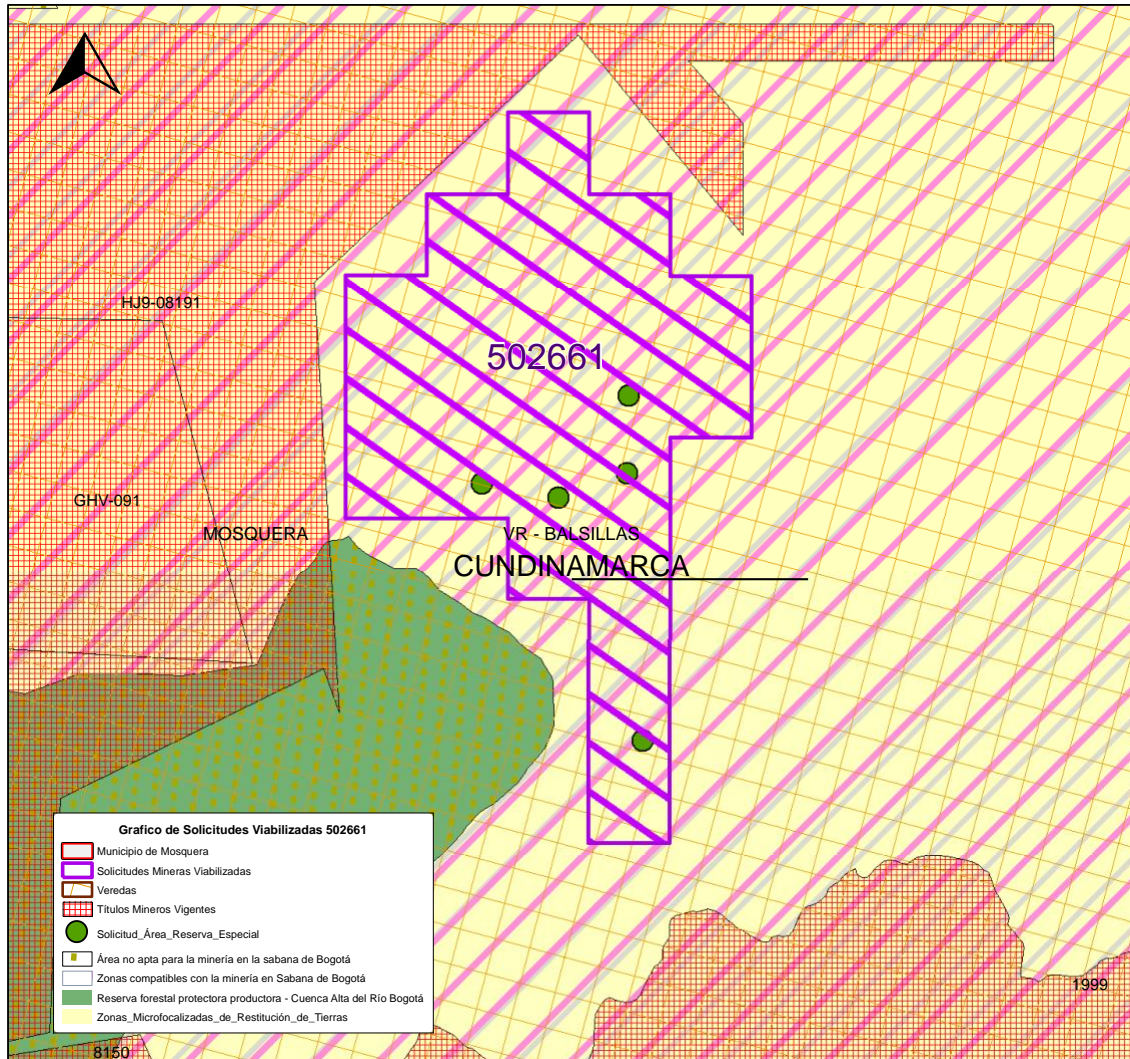 HJ9-08191
502661
GHV-091
MOSQUERA
VR - BALSILLAS
CUNDINAMARCA
Grafico de Solicitudes Viabilizadas 502661
Municipio de Mosquera
Solicitudes Mineras Viabilizadas
Veredas
Títulos Mineros Vigentes
Solicitud_Área_Reserva_Especial
Área no apta para la minería en la sabana de Bogotá
Zonas compatibles con la minería en Sabana de Bogotá
Reserva forestal protectora productora - Cuenca Alta del Río Bogotá
Zonas_Microfocalizadas_de_Restitución_de_Tierras
1999
8150